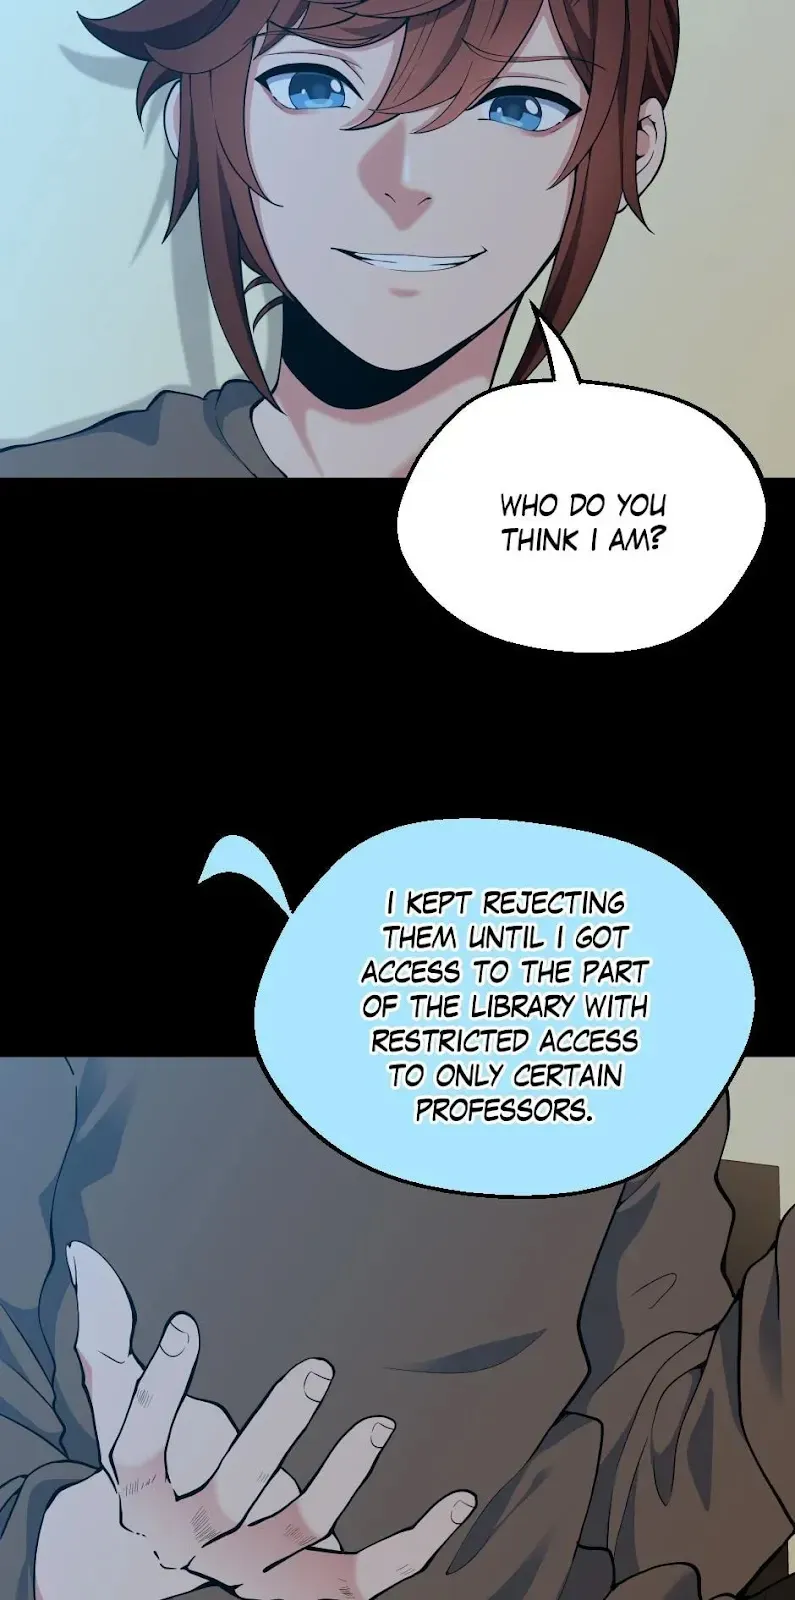 WHO DO YOU
THINK I AM?
I KEPT REJECTING
THEM UNTIL I GOT
ACCESS TO THE PART
OF THE LIBRARY WITH
RESTRICTED ACCESS
TO ONLY CERTAIN
PROFESSORS.